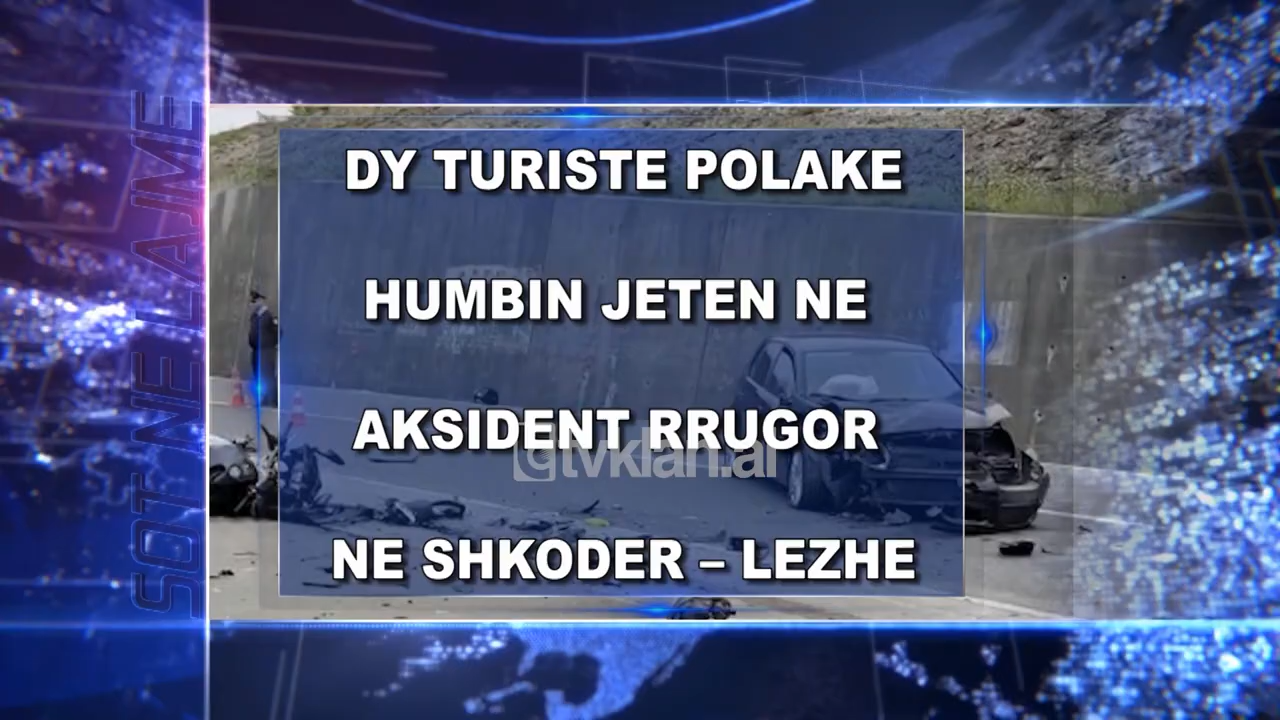 SOT NE LAJME
DY TURISTE POLAKE
HUMBIN JETEN NE
AKSIDENT RRUGOR
tvklan.al
NE SHKODER – LEZHE